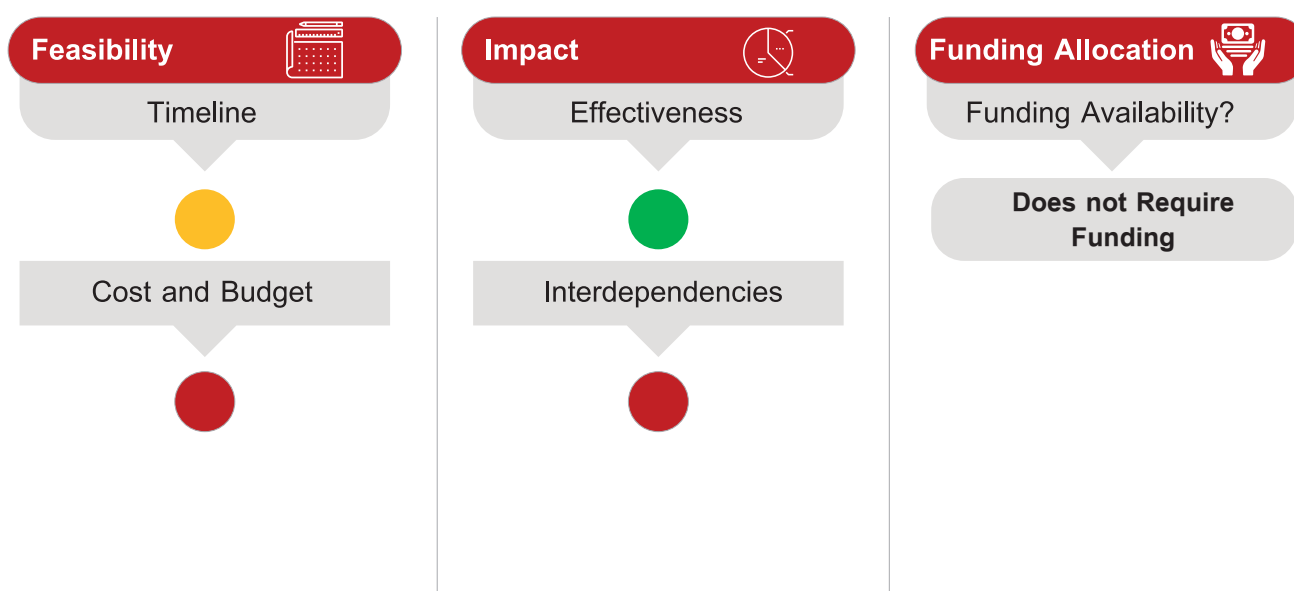 Feasibility
Timeline
Cost and Budget
Impact
Effectiveness
Interdependencies
Funding Allocation
Funding Availability?
Does not Require
Funding